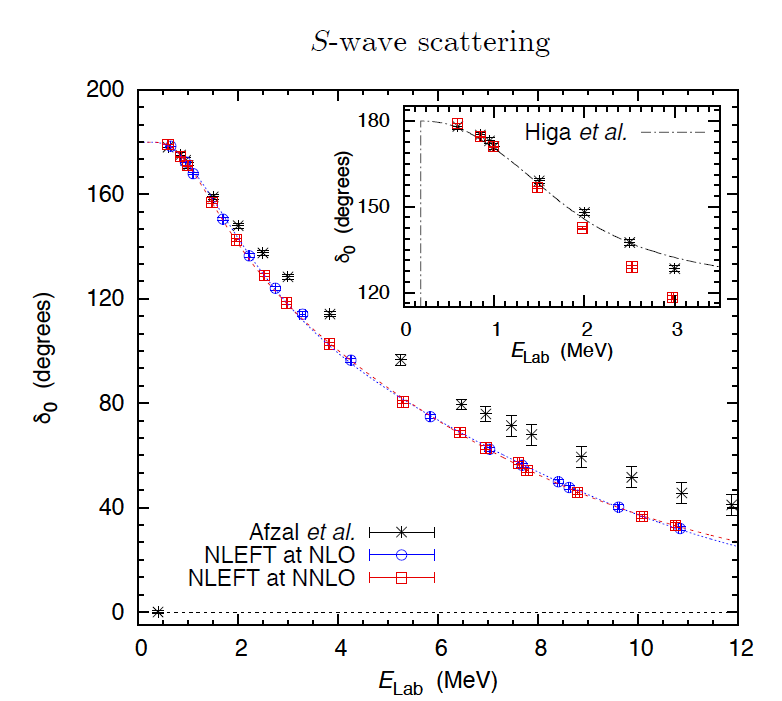 S-wave scattering
δ0 (degrees)
200
160
120
80
40
0
0 2 4 6 8 10 12
ELab (MeV)
Afzal et al.
NLEFT at NLO
NLEFT at NNLO
Higa et al.
δ0 (degrees)
180
150
120
0 1 2 3
ELab (MeV)